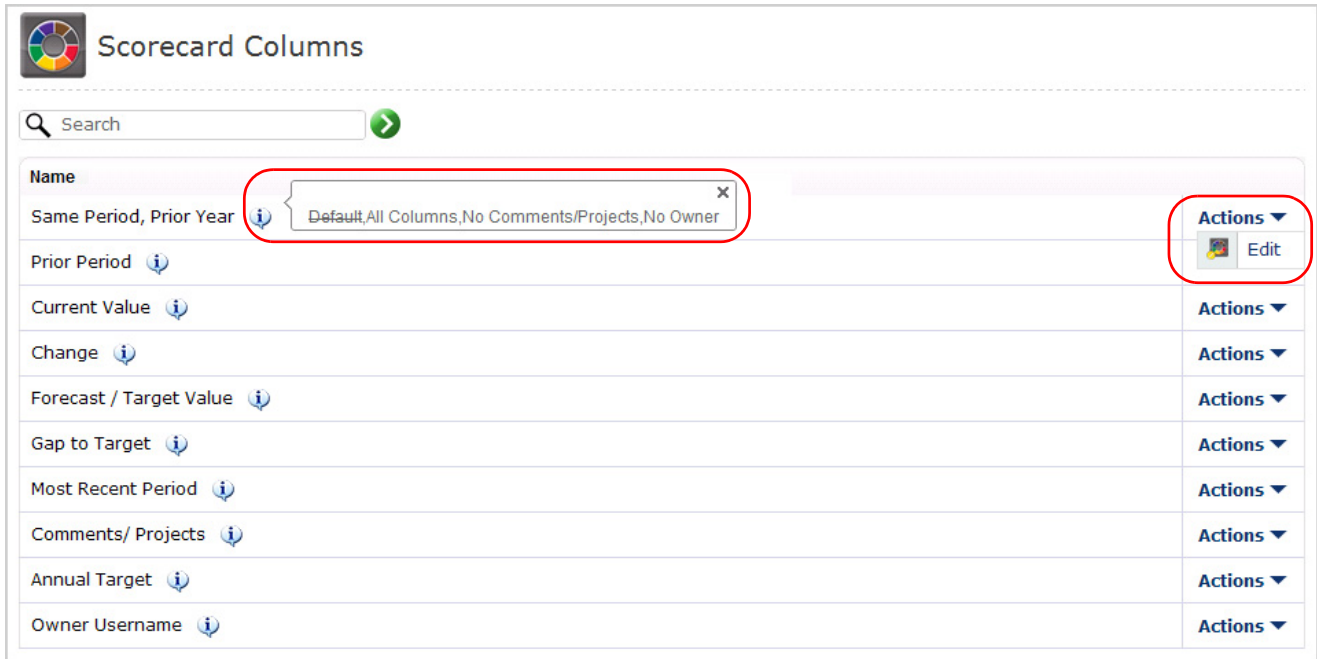 Scorecard Columns
Search
Name
Same Period, Prior Year
Default,All Columns,No Comments/Projects,No Owner
Actions
Prior Period
Edit
Current Value
Actions
Change
Actions
Forecast / Target Value
Actions
Gap to Target
Actions
Most Recent Period
Actions
Comments/ Projects
Actions
Annual Target
Actions
Owner Username
Actions